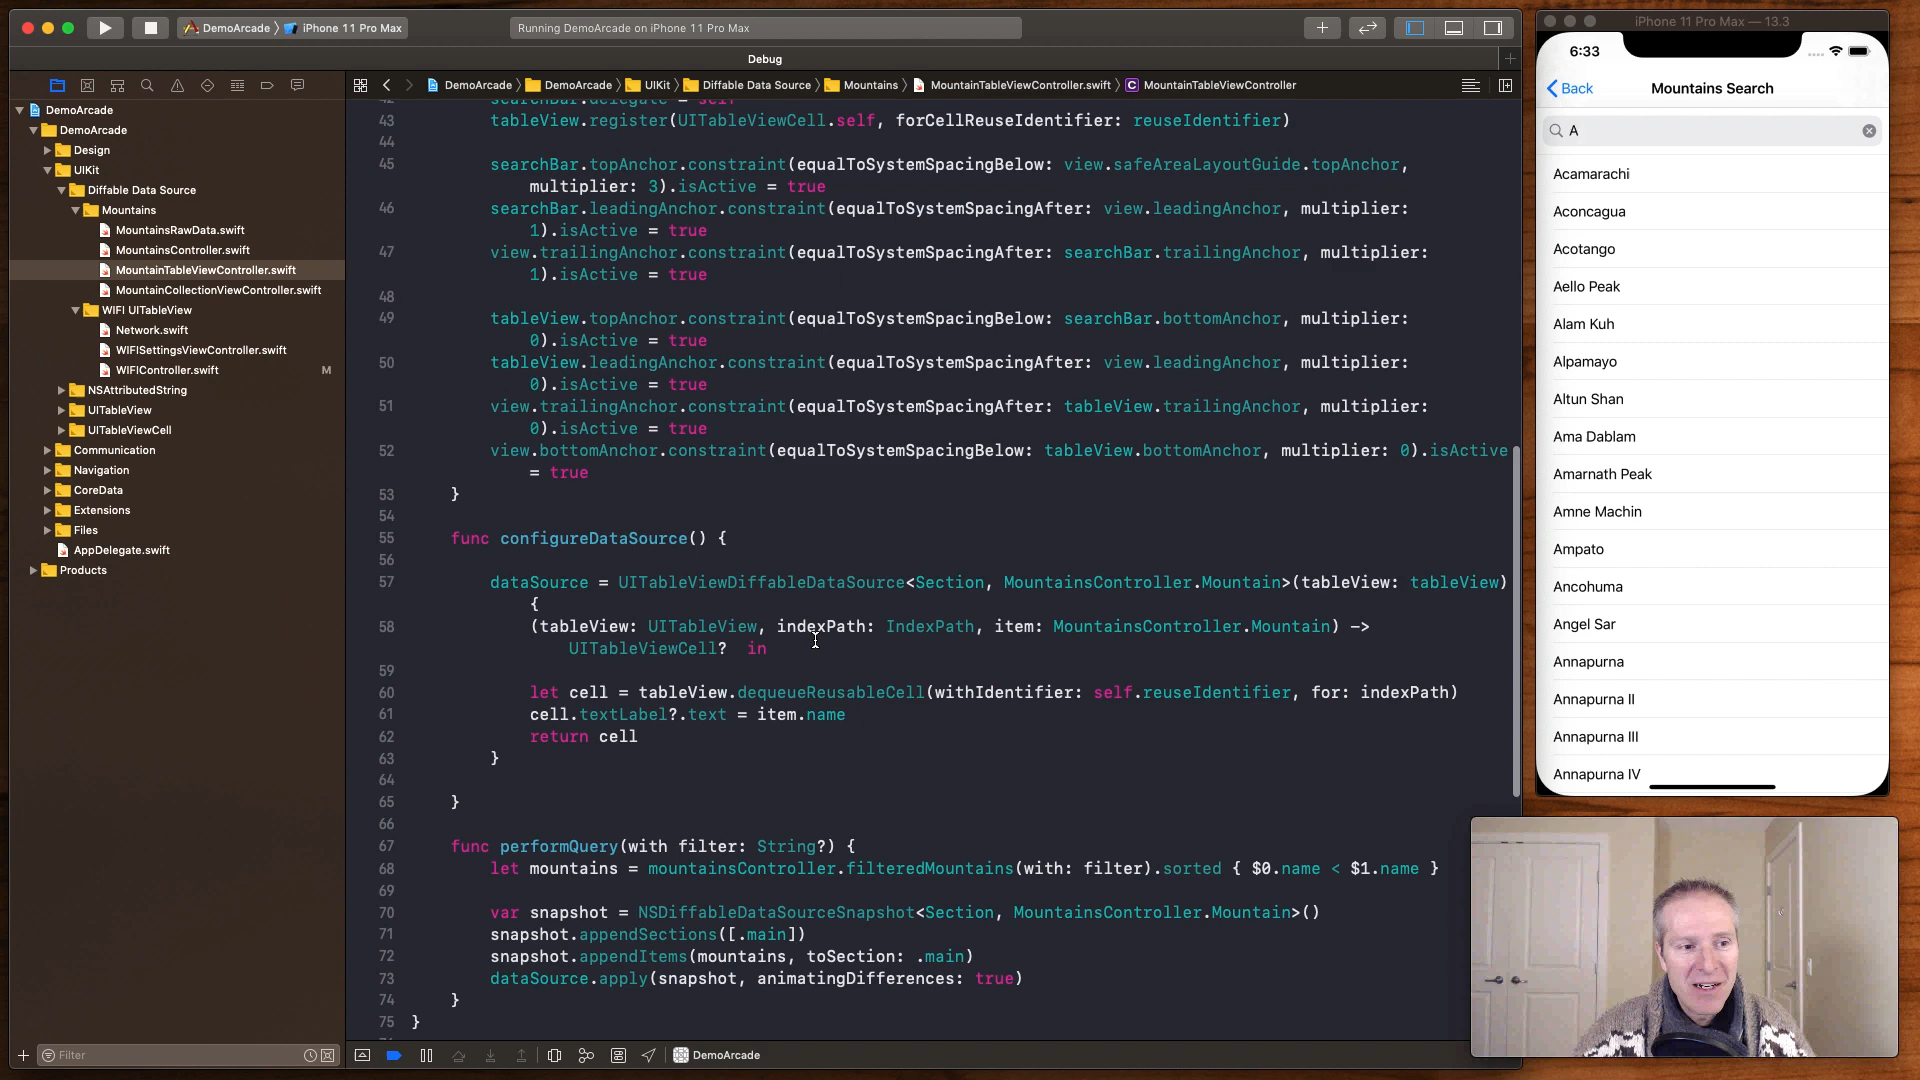 DemoArcade
iPhone 11 Pro Max
Running DemoArcade on iPhone 11 Pro Max
Debug
DemoArcade
DemoArcade
UIKit
Diffable Data Source
Mountains
MountainTableViewController.swift
C
MountainTableViewController
DemoArcade
DemoArcade
Design
UIKit
Diffable Data Source
Mountains
MountainsRawData.swift
MountainsController.swift
MountainTableViewController.swift
MountainCollectionViewController.swift
WIFI UITableView
Network.swift
WIFISettingsViewController.swift
WIFIController.swift
M
NSAttributedString
UITableView
UITableViewCell
Communication
Navigation
CoreData
Extensions
Files
AppDelegate.swift
Products
Filter
42 searchBar.delegate = self
43 tableView.register(UITableViewCell.self, forCellReuseIdentifier: reuseIdentifier)
44
45 searchBar.topAnchor.constraint(equalToSystemSpacingBelow: view.safeAreaLayoutGuide.topAnchor,
multiplier: 3).isActive = true
46 searchBar.leadingAnchor.constraint(equalToSystemSpacingAfter: view.leadingAnchor, multiplier:
1).isActive = true
47 view.trailingAnchor.constraint(equalToSystemSpacingAfter: searchBar.trailingAnchor, multiplier:
1).isActive = true
48
49 tableView.topAnchor.constraint(equalToSystemSpacingBelow: searchBar.bottomAnchor, multiplier:
0).isActive = true
50 tableView.leadingAnchor.constraint(equalToSystemSpacingAfter: view.leadingAnchor, multiplier:
0).isActive = true
51 view.trailingAnchor.constraint(equalToSystemSpacingAfter: tableView.trailingAnchor, multiplier:
0).isActive = true
52 view.bottomAnchor.constraint(equalToSystemSpacingBelow: tableView.bottomAnchor, multiplier: 0).isActive
= true
53 }
54
55 func configureDataSource() {
56
57 dataSource = UITableViewDiffableDataSource<Section, MountainsController.Mountain>(tableView: tableView)
{
58 (tableView: UITableView, indexPath: IndexPath, item: MountainsController.Mountain) ->
UITableViewCell? in
59
60 let cell = tableView.dequeueReusableCell(withIdentifier: self.reuseIdentifier, for: indexPath)
61 cell.textLabel?.text = item.name
62 return cell
63 }
64
65 }
66
67 func performQuery(with filter: String?) {
68 let mountains = mountainsController.filteredMountains(with: filter).sorted { $0.name < $1.name }
69
70 var snapshot = NSDiffableDataSourceSnapshot<Section, MountainsController.Mountain>()
71 snapshot.appendSections([.main])
72 snapshot.appendItems(mountains, toSection: .main)
73 dataSource.apply(snapshot, animatingDifferences: true)
74 }
75 }
DemoArcade
iPhone 11 Pro Max — 13.3
6:33
Back
Mountains Search
A
Acamarachi
Aconcagua
Acotango
Aello Peak
Alam Kuh
Alpamayo
Altun Shan
Ama Dablam
Amarnath Peak
Amne Machin
Ampato
Ancohuma
Angel Sar
Annapurna
Annapurna II
Annapurna III
Annapurna IV